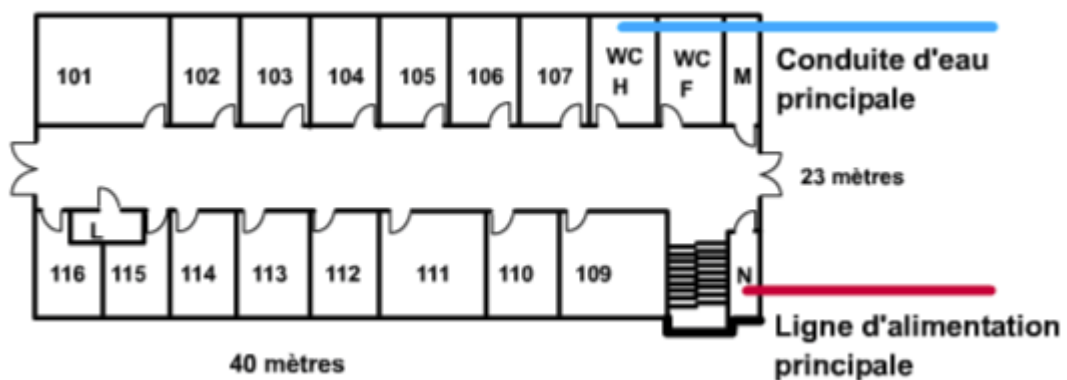 101
102
103
104
105
106
107
WC
H
WC
F
M
Conduite d'eau
principale
23 mètres
L
116
115
114
113
112
111
110
109
N
Ligne d'alimentation
principale
40 mètres